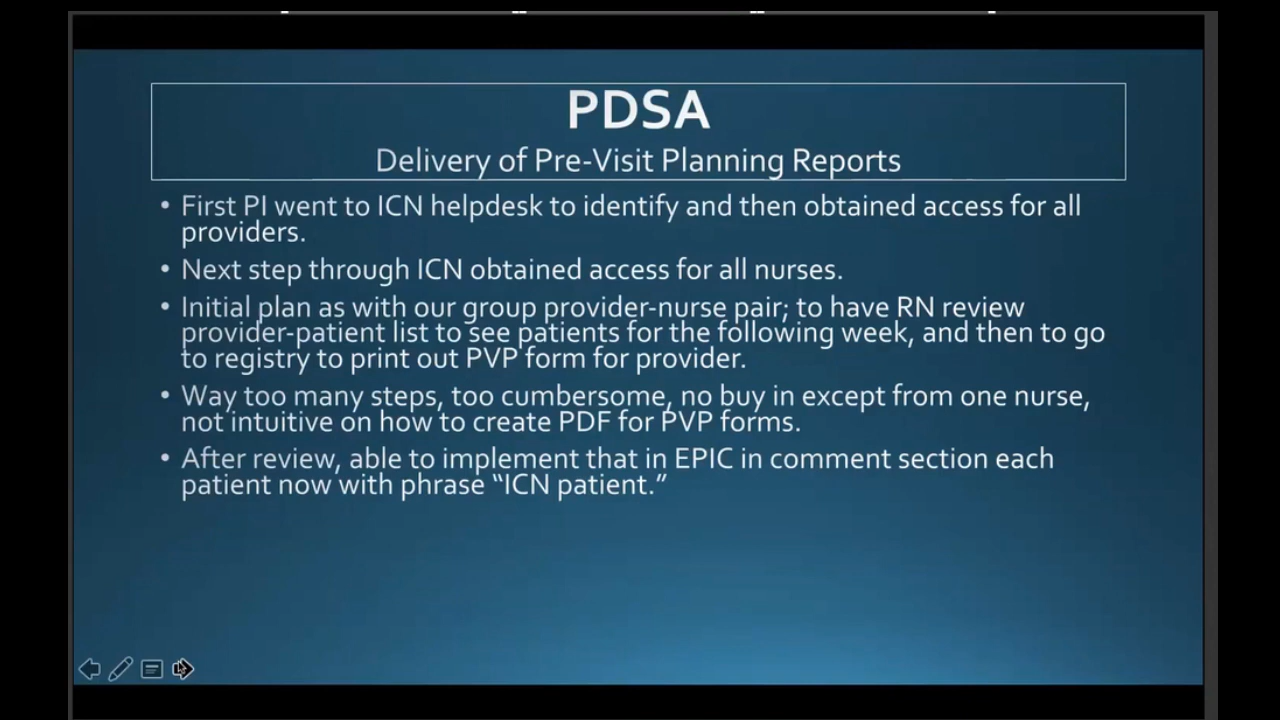 PDSA
Delivery of Pre-Visit Planning Reports
• First PI went to ICN helpdesk to identify and then obtained access for all
providers.
• Next step through ICN obtained access for all nurses.
• Initial plan as with our group provider-nurse pair; to have RN review
provider-patient list to see patients for the following week, and then to go
to registry to print out PVP form for provider.
• Way too many steps, too cumbersome, no buy in except from one nurse,
not intuitive on how to create PDF for PVP forms.
• After review, able to implement that in EPIC in comment section each
patient now with phrase “ICN patient.”